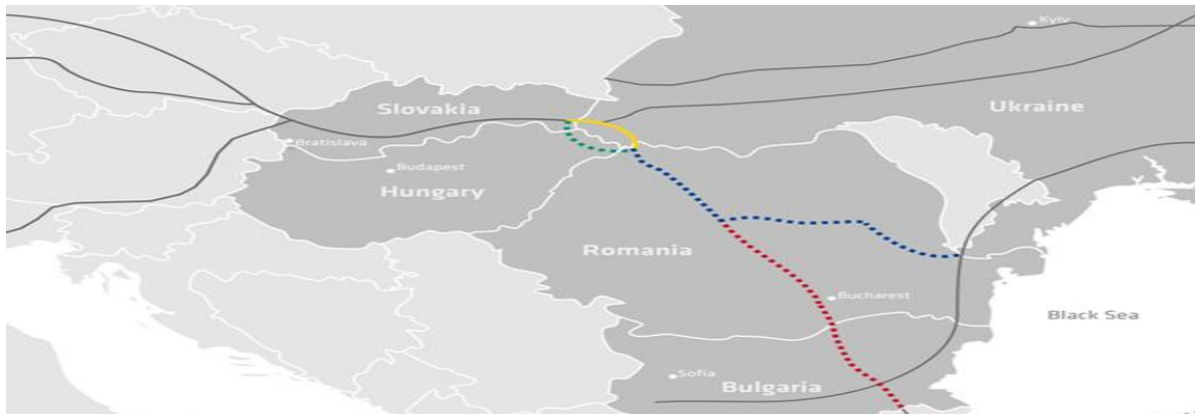 Kyiv
Slovakia
Ukraine
Bratislava
Budapest
Hungary
Romania
Bucharest
Black Sea
Sofia
Bulgaria